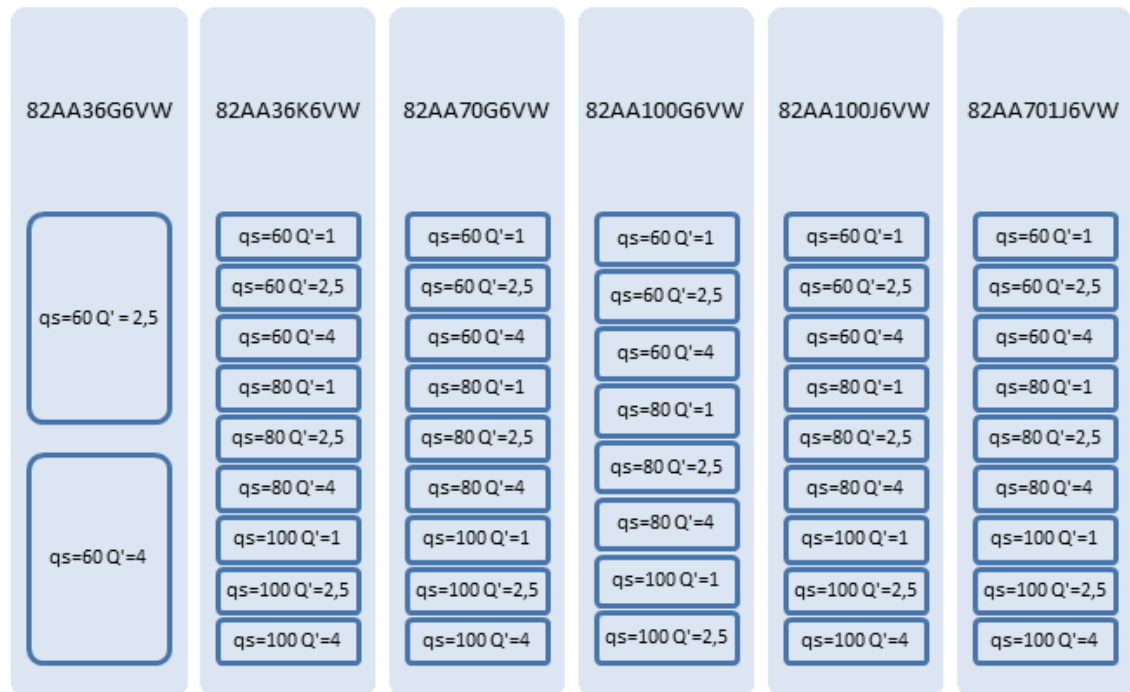 82AA36G6VW
qs=60 Q' = 2,5
qs=60 Q'=4
82AA36K6VW
qs=60 Q'=1
qs=60 Q'=2,5
qs=60 Q'=4
qs=80 Q'=1
qs=80 Q'=2,5
qs=80 Q'=4
qs=100 Q'=1
qs=100 Q'=2,5
qs=100 Q'=4
82AA70G6VW
qs=60 Q'=1
qs=60 Q'=2,5
qs=60 Q'=4
qs=80 Q'=1
qs=80 Q'=2,5
qs=80 Q'=4
qs=100 Q'=1
qs=100 Q'=2,5
qs=100 Q'=4
82AA100G6VW
qs=60 Q'=1
qs=60 Q'=2,5
qs=60 Q'=4
qs=80 Q'=1
qs=80 Q'=2,5
qs=80 Q'=4
qs=100 Q'=1
qs=100 Q'=2,5
82AA100J6VW
qs=60 Q'=1
qs=60 Q'=2,5
qs=60 Q'=4
qs=80 Q'=1
qs=80 Q'=2,5
qs=80 Q'=4
qs=100 Q'=1
qs=100 Q'=2,5
qs=100 Q'=4
82AA701J6VW
qs=60 Q'=1
qs=60 Q'=2,5
qs=60 Q'=4
qs=80 Q'=1
qs=80 Q'=2,5
qs=80 Q'=4
qs=100 Q'=1
qs=100 Q'=2,5
qs=100 Q'=4